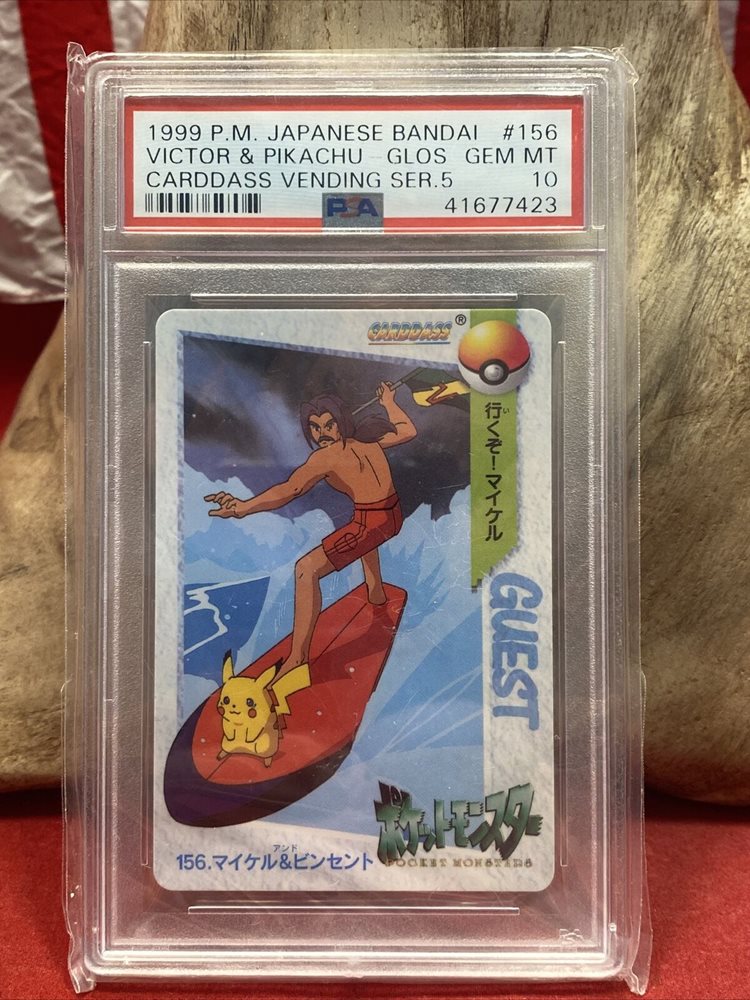 1999 P.M. JAPANESE BANDAI #156
VICTOR & PIKACHU - GLOS GEM MT
CARDDASS VENDING SER.5 10
PSA 41677423
CARDDASS®
行くぞ!マイケル
い
GUEST
ポケットモンスター
POCKET MONSTERS
アンド
156.マイケル&ビンセント